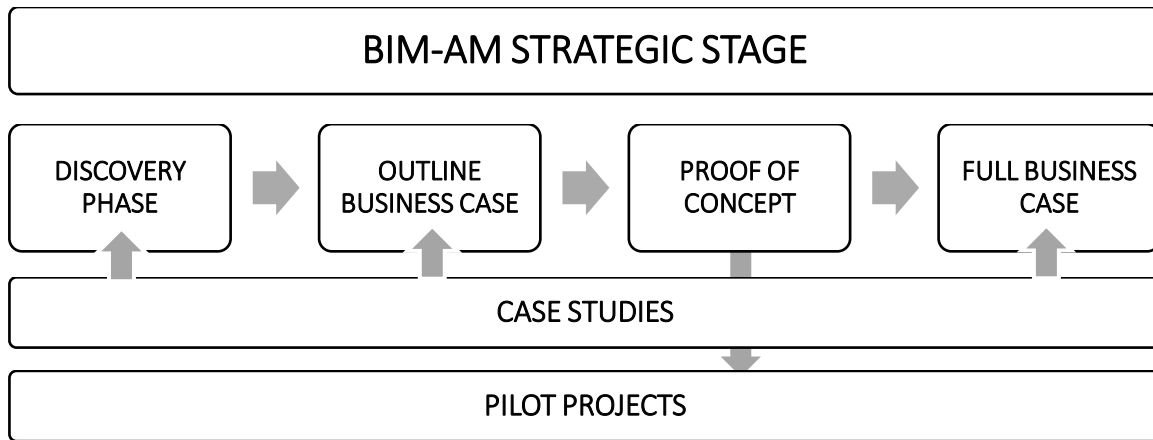 BIM-AM STRATEGIC STAGE
DISCOVERY
PHASE
OUTLINE
BUSINESS CASE
PROOF OF
CONCEPT
FULL BUSINESS
CASE
CASE STUDIES
PILOT PROJECTS